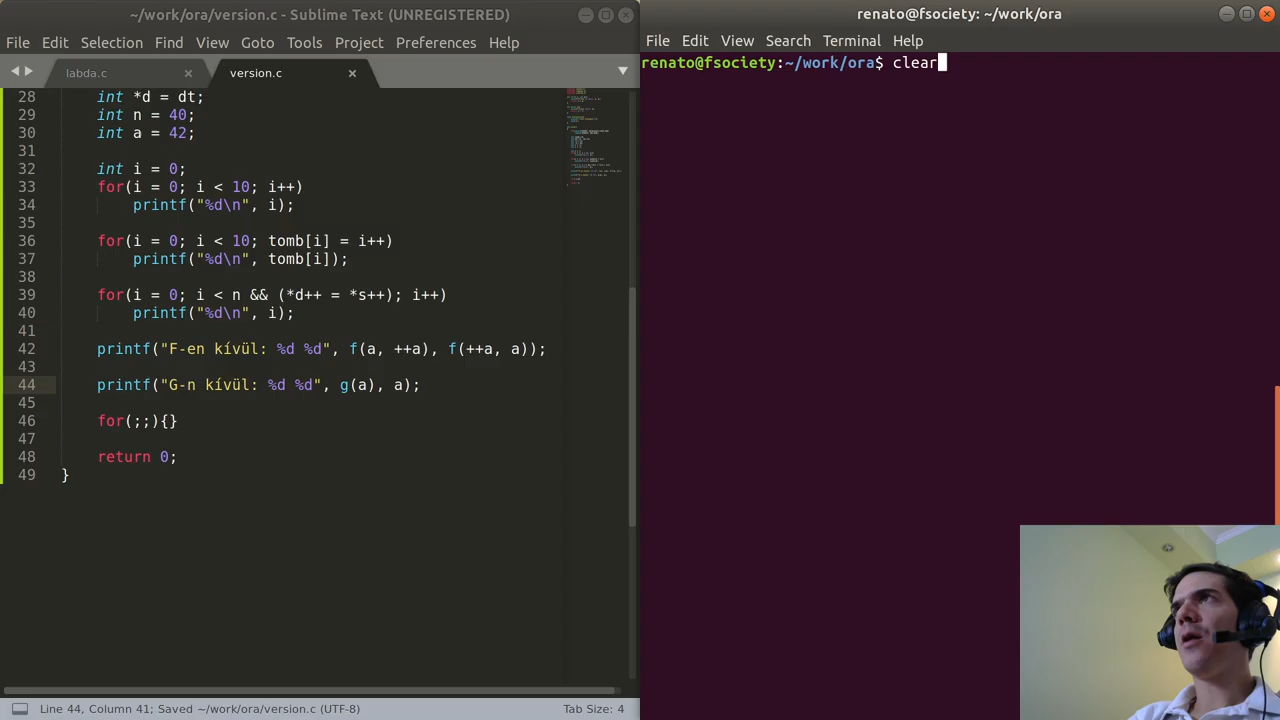 ~/work/ora/version.c - Sublime Text (UNREGISTERED)
File Edit Selection Find View Goto Tools Project Preferences Help
labda.c version.c
28 int *d = dt;
29 int n = 40;
30 int a = 42;
31
32 int i = 0;
33 for(i = 0; i < 10; i++)
34 printf("%d\n", i);
35
36 for(i = 0; i < 10; tomb[i] = i++)
37 printf("%d\n", tomb[i]);
38
39 for(i = 0; i < n && (*d++ = *s++); i++)
40 printf("%d\n", i);
41
42 printf("F-en kívül: %d %d", f(a, ++a), f(++a, a));
43
44 printf("G-n kívül: %d %d", g(a), a);
45
46 for(;;){}
47
48 return 0;
49 }
Line 44, Column 41; Saved ~/work/ora/version.c (UTF-8) Tab Size: 4
renato@fsociety: ~/work/ora
File Edit View Search Terminal Help
renato@fsociety:~/work/ora$ clear